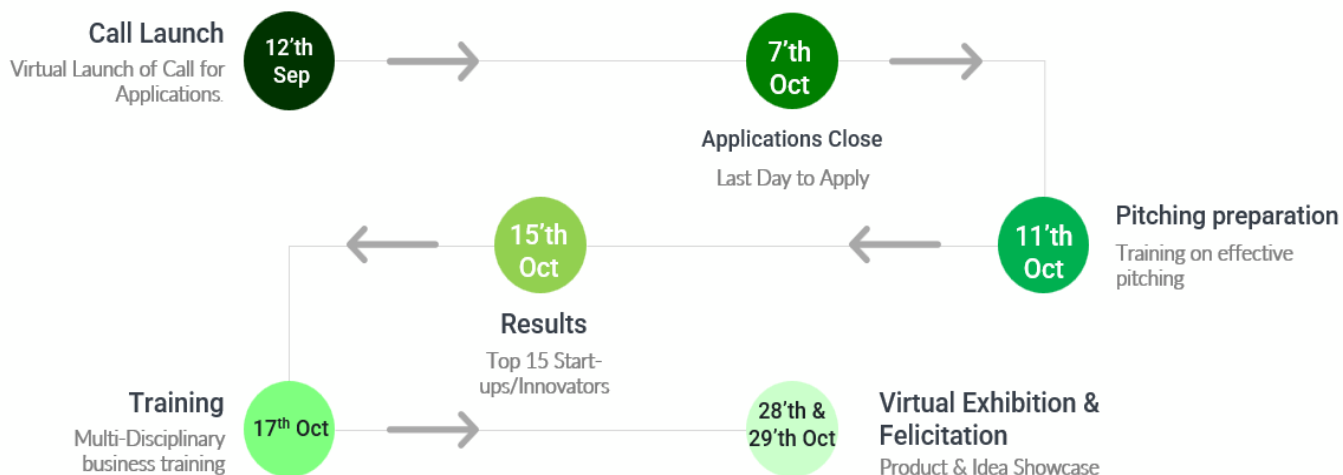 Call Launch
Virtual Launch of Call for
Applications.
12’th
Sep
7’th
Oct
Applications Close
Last Day to Apply
11’th
Oct
Pitching preparation
Training on effective
pitching
15’th
Oct
Results
Top 15 Start-
ups/Innovators
Training
Multi-Disciplinary
business training
17th Oct
28’th &
29’th Oct
Virtual Exhibition &
Felicitation
Product & Idea Showcase